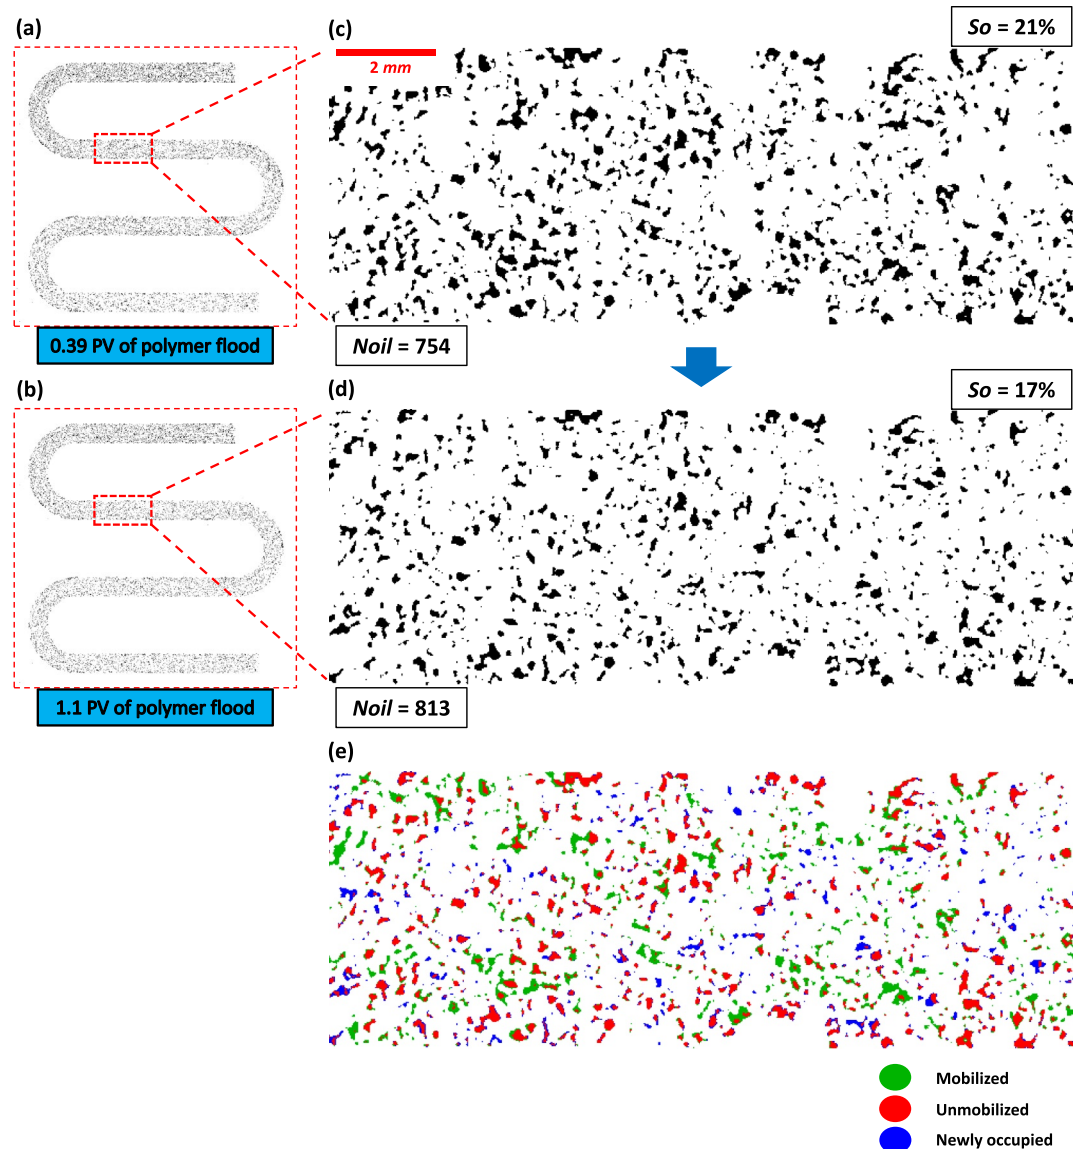 (a)
(c)
So = 21%
2 mm
0.39 PV of polymer flood
Noil = 754
(b)
(d)
So = 17%
1.1 PV of polymer flood
Noil = 813
(e)
Mobilized
Unmobilized
Newly occupied